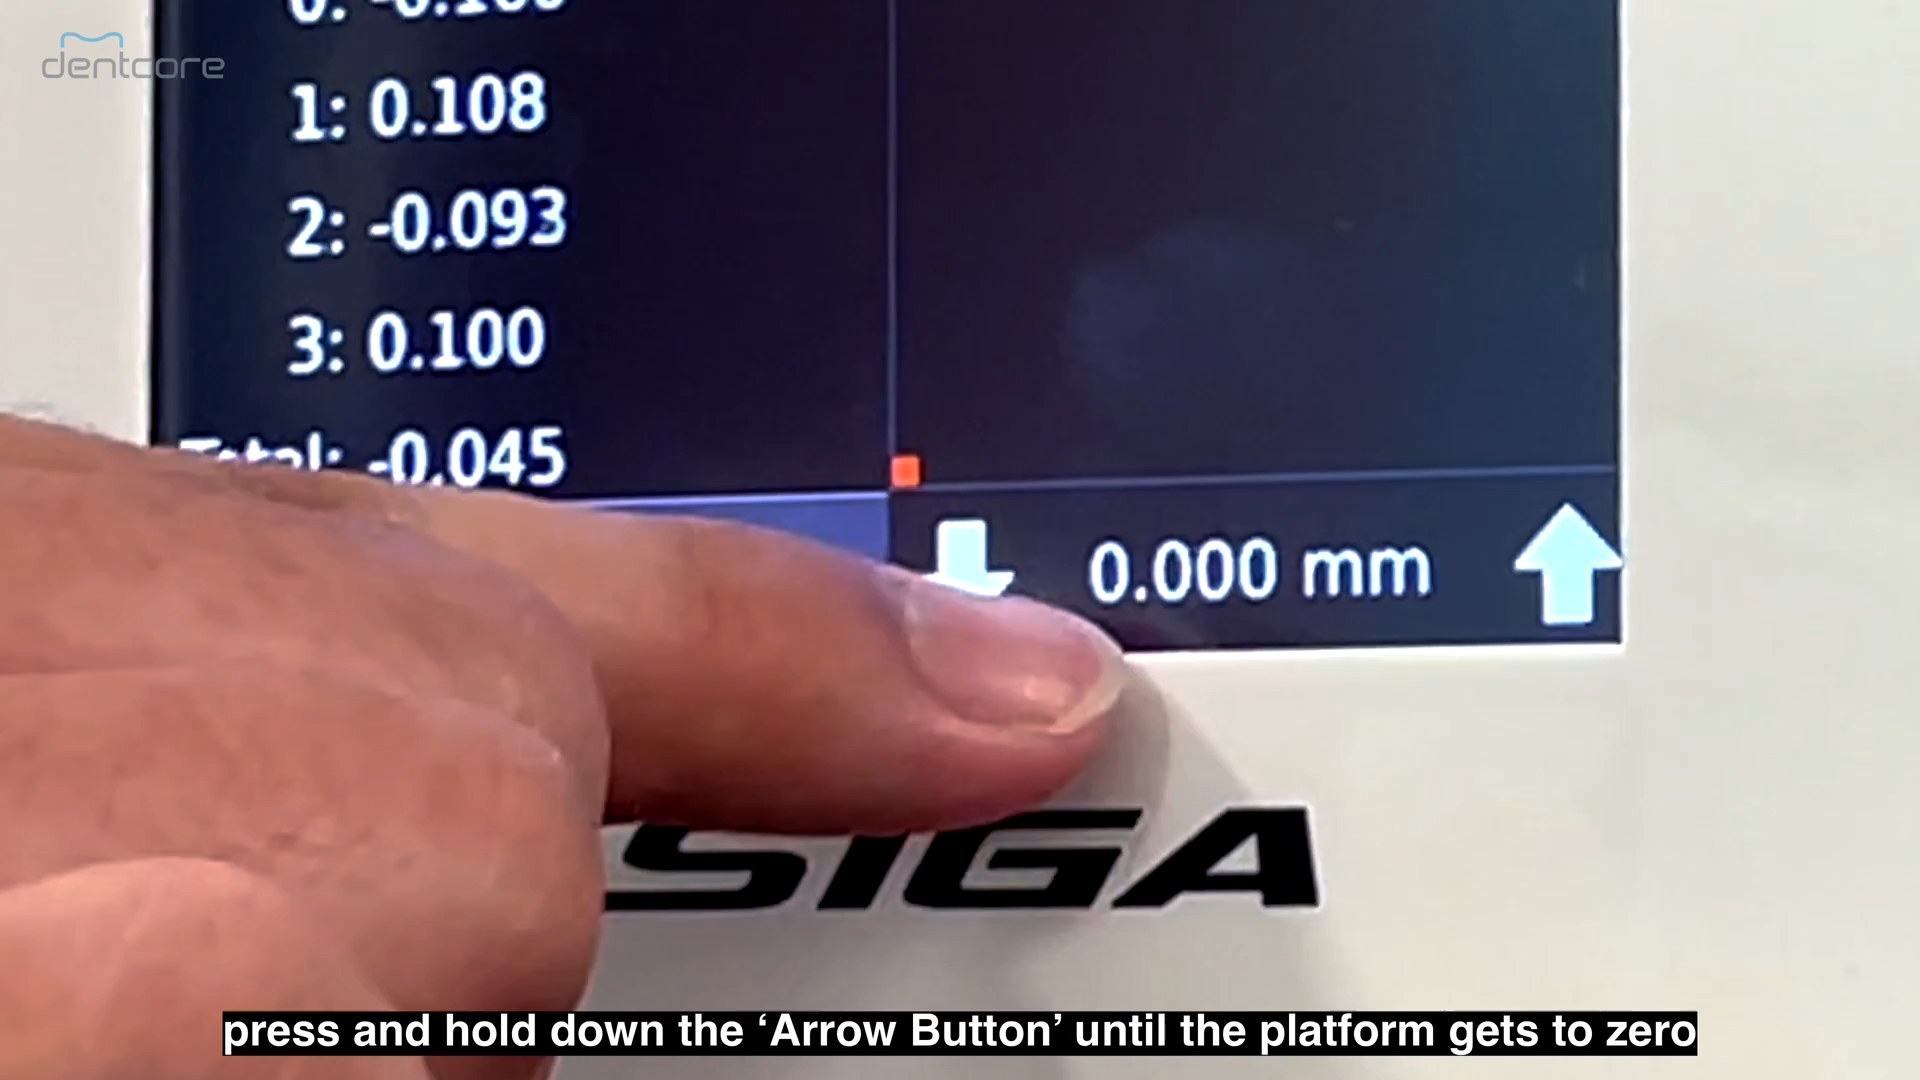 dentcore
1: 0.108
2: -0.093
3: 0.100
Total: -0.045
0.000 mm
SIGA
press and hold down the ‘Arrow Button’ until the platform gets to zero